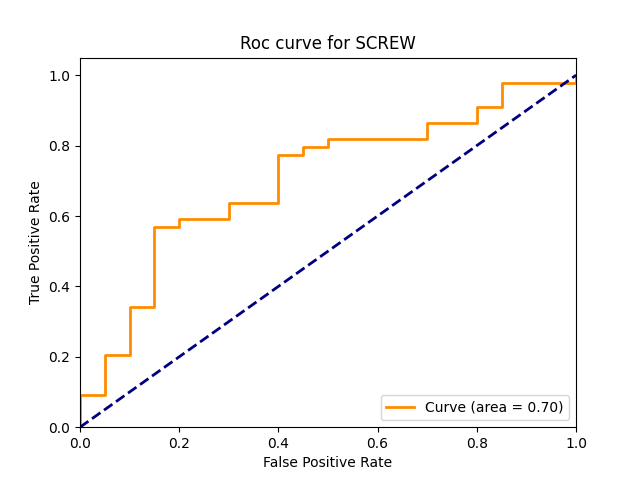 Roc curve for SCREW
True Positive Rate
1.0
0.8
0.6
0.4
0.2
0.0
Curve (area = 0.70)
0.0 0.2 0.4 0.6 0.8 1.0
False Positive Rate